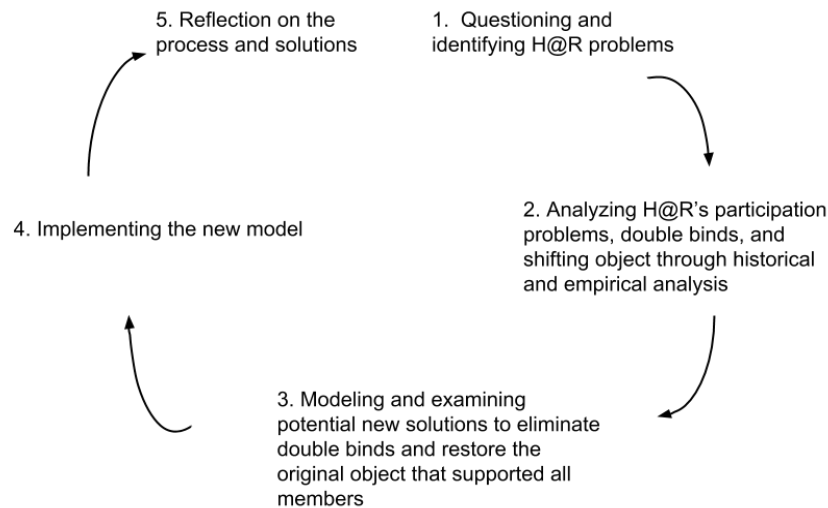 1. Questioning and
identifying H@R problems
2. Analyzing H@R's participation
problems, double binds, and
shifting object through historical
and empirical analysis
3. Modeling and examining
potential new solutions to eliminate
double binds and restore the
original object that supported all
members
4. Implementing the new model
5. Reflection on the
process and solutions